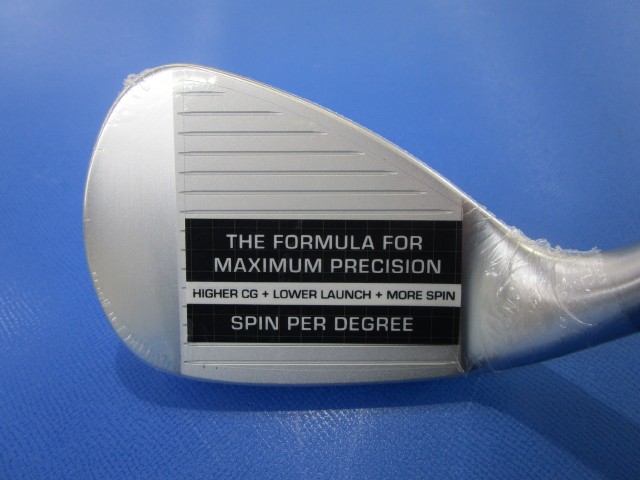 THE FORMULA FOR
MAXIMUM PRECISION
HIGHER CG + LOWER LAUNCH + MORE SPIN
SPIN PER DEGREE